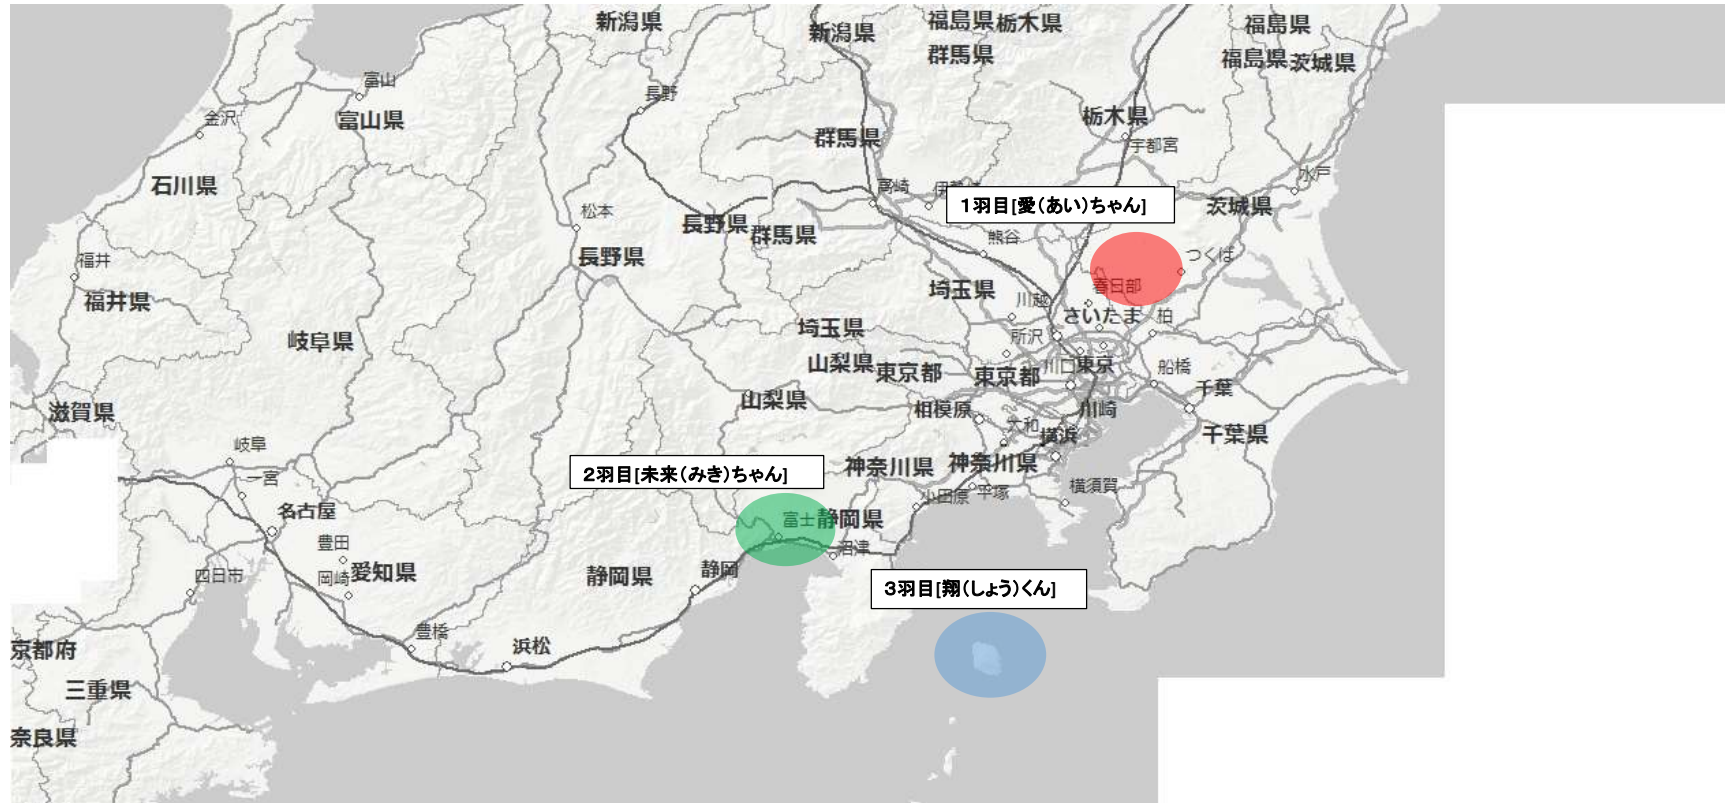 新潟県
新潟県
福島県 栃木県
福島県
群馬県
福島県 茨城県
富山
長野
金沢
富山県
栃木県
群馬県
宇都宮
石川県
水戸
高崎
1羽目[愛(あい)ちゃん]
茨城県
松本
長野県
群馬県
熊谷
つくば
福井
長野県
福井県
埼玉県
川越
春日部
さいたま
柏
埼玉県
岐阜県
所沢
山梨県
東京都
東京都
川口
東京
船橋
千葉
山梨県
滋賀県
相模原
川崎
大和
横浜
千葉県
岐阜
2羽目[未来(みき)ちゃん]
神奈川県
神奈川県
一宮
小田原
平塚
横須賀
名古屋
富士
静岡県
豊田
沼津
四日市
岡崎
愛知県
静岡県
静岡
3羽目[翔(しょう)くん]
豊橋
浜松
京都府
三重県
奈良県